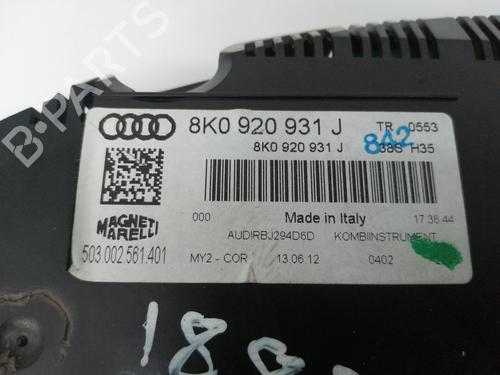 B-PARTS
8K0 920 931 J TR 0553
8K0 920 931 J 842 38S H35
000 Made in Italy 17:36:44
MAGNETI MARELLI
AUDIRBJ294D6D KOMBIINSTRUMENT
503.002.561.401 MY2 - COR 13.06.12 0402